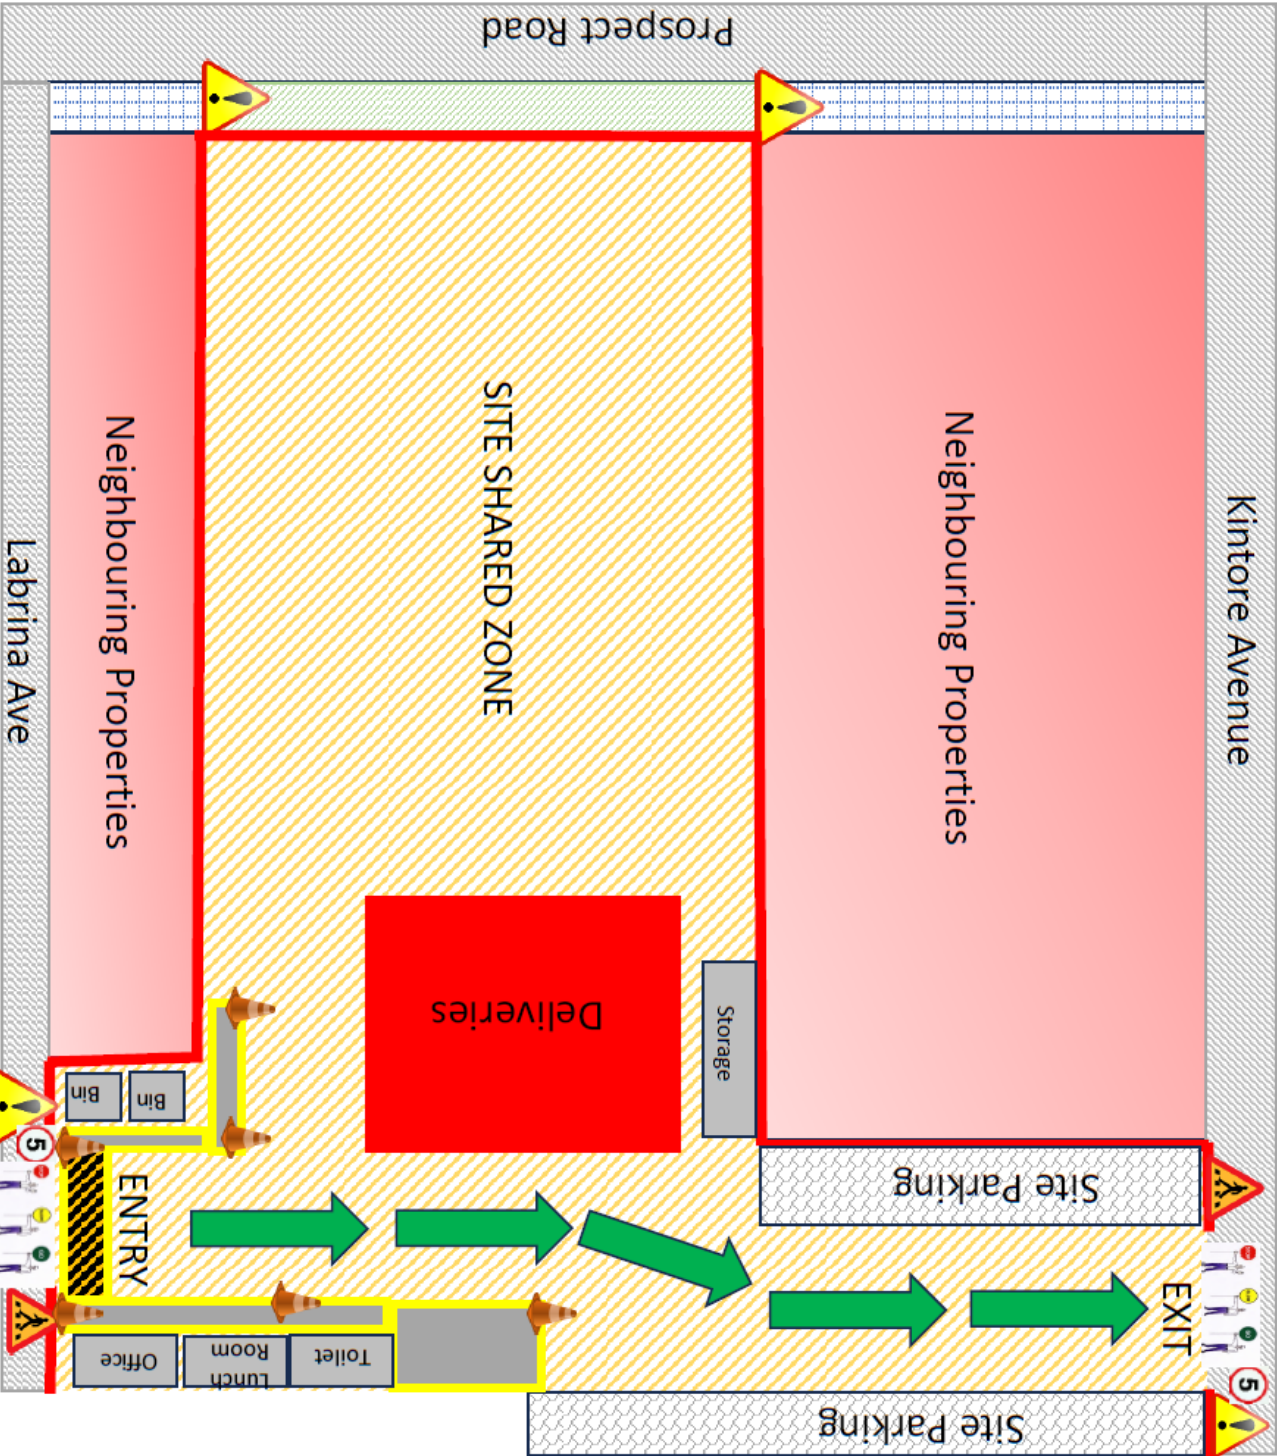 Prospect Road
Labrina Ave
Neighbouring Properties
SITE SHARED ZONE
Neighbouring Properties
Kintore Avenue
Deliveries
Storage
Bin
Bin
5
ENTRY
Site Parking
EXIT
Office
Lunch
Room
Toilet
5
Site Parking